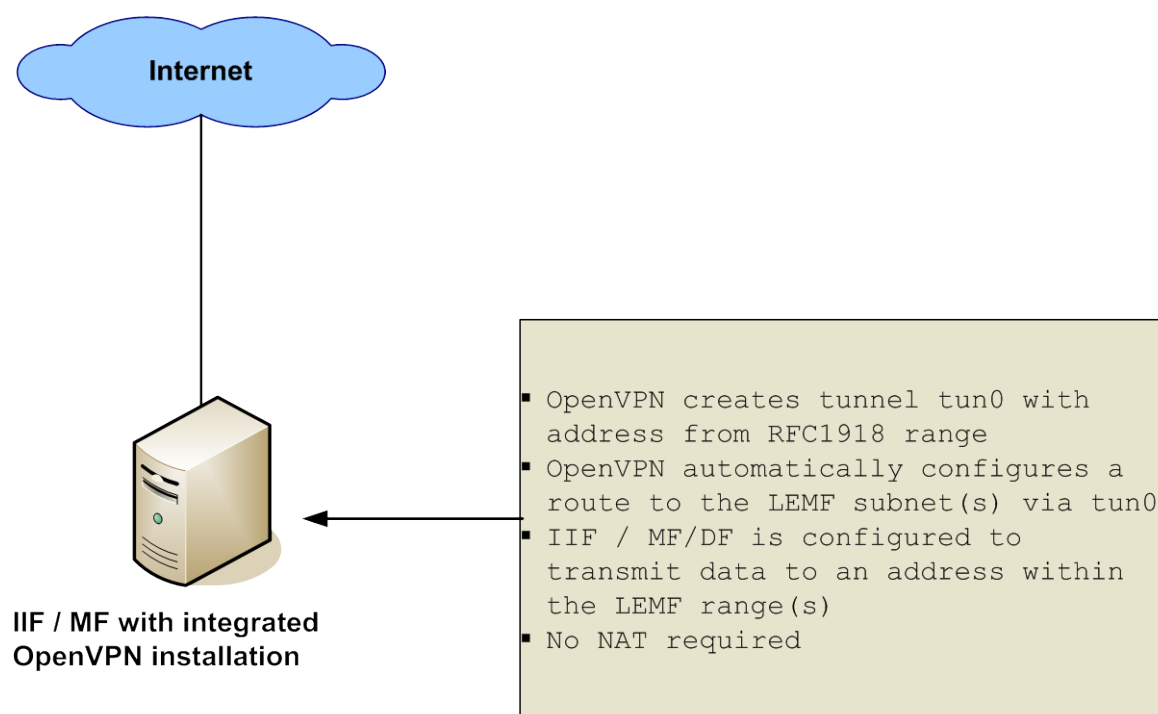 Internet
▪ OpenVPN creates tunnel tun0 with
address from RFC1918 range
▪ OpenVPN automatically configures a
route to the LEMF subnet(s) via tun0
▪ IIF / MF/DF is configured to
transmit data to an address within
the LEMF range(s)
▪ No NAT required
IIF / MF with integrated
OpenVPN installation